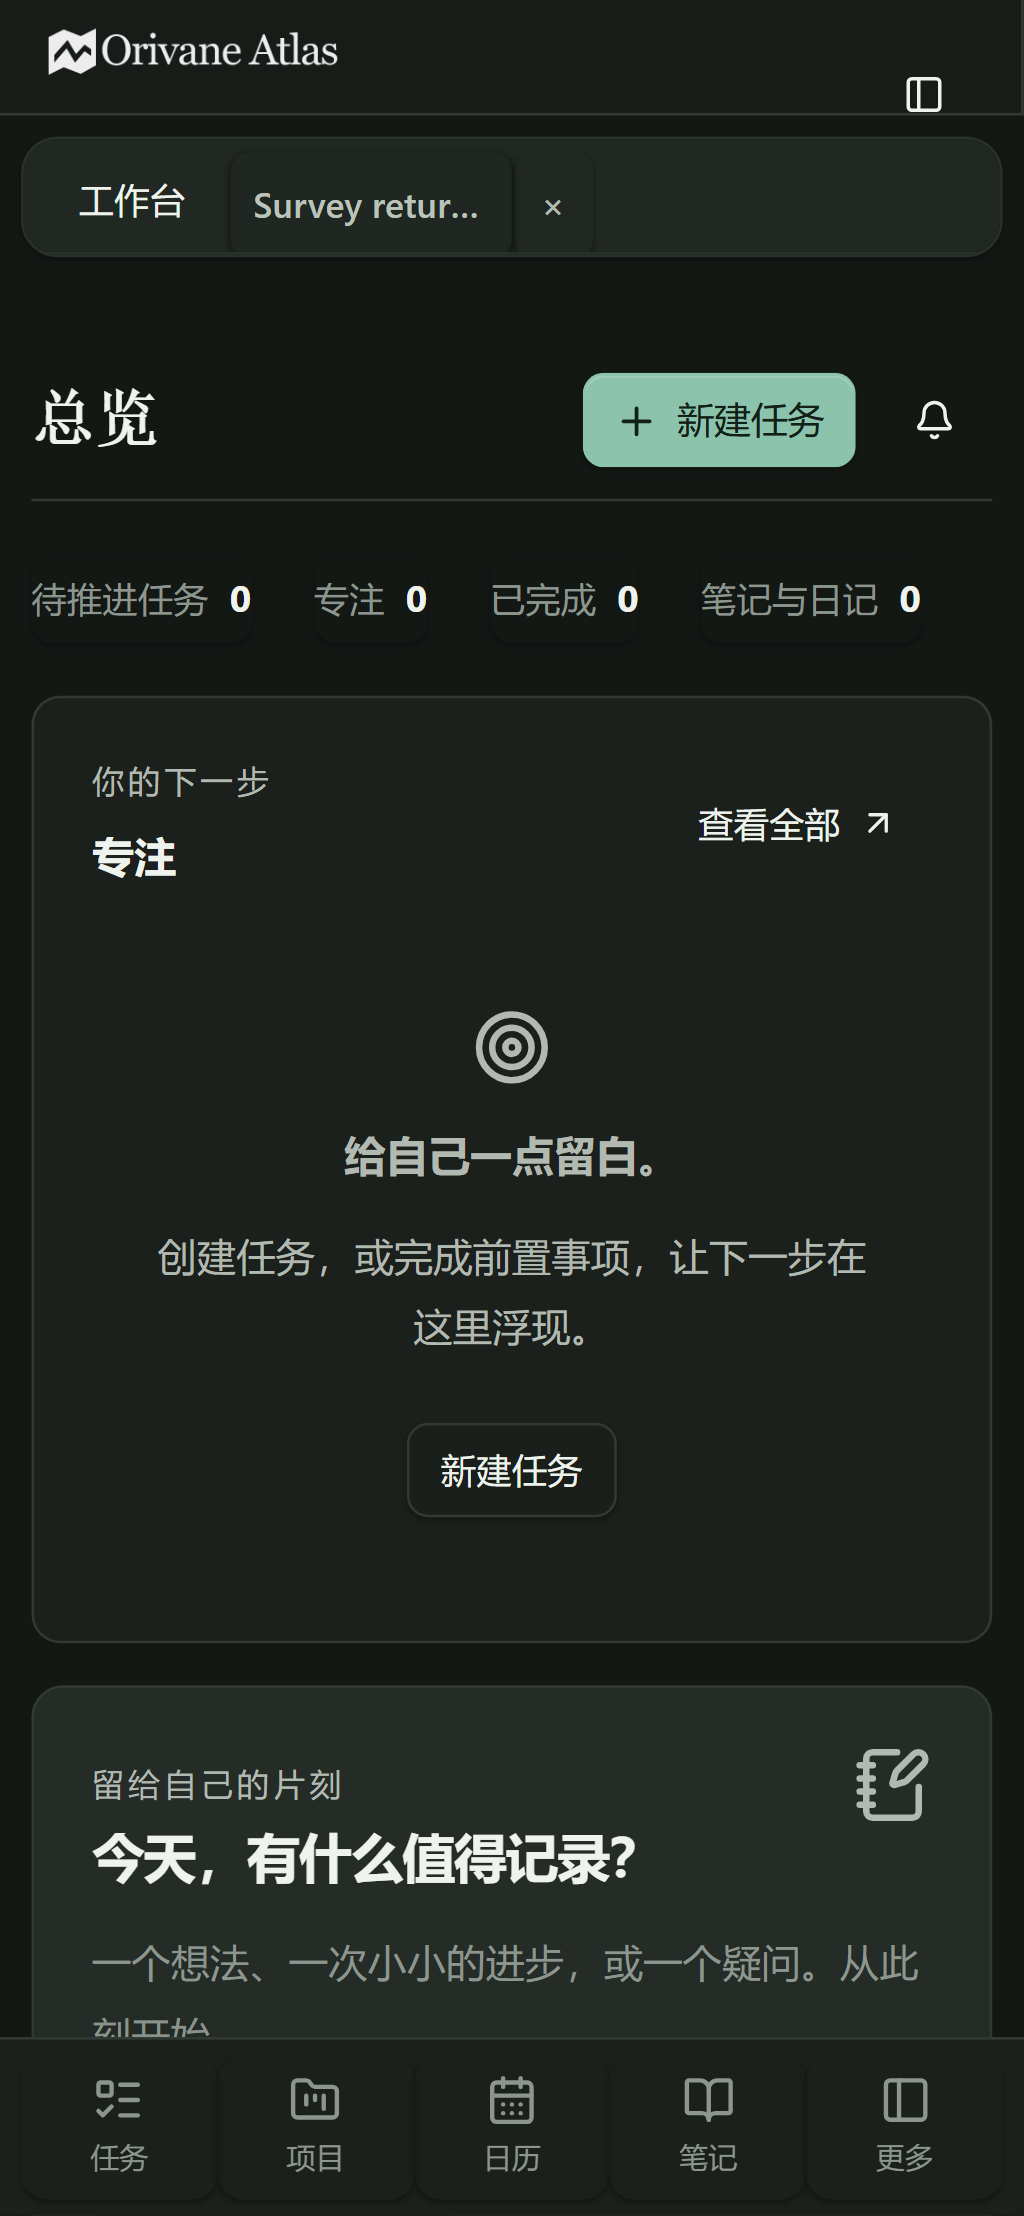 Orivane Atlas
工作台 Survey retur... ×
总览 新建任务
待推进任务 0 专注 0 已完成 0 笔记与日记 0
你的下一步
专注
查看全部
给自己一点留白。
创建任务，或完成前置事项，让下一步在
这里浮现。
新建任务
留给自己的片刻
今天，有什么值得记录？
一个想法、一次小小的进步，或一个疑问。从此
刻开始
任务 项目 日历 笔记 更多